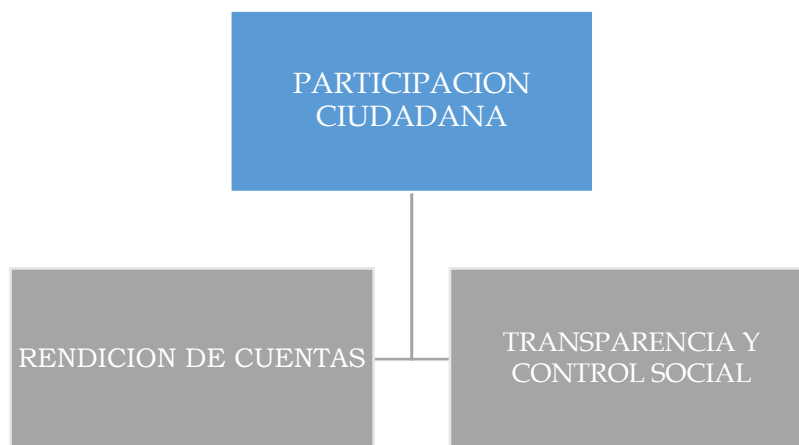 PARTICIPACION
CIUDADANA
RENDICION DE CUENTAS
TRANSPARENCIA Y
CONTROL SOCIAL